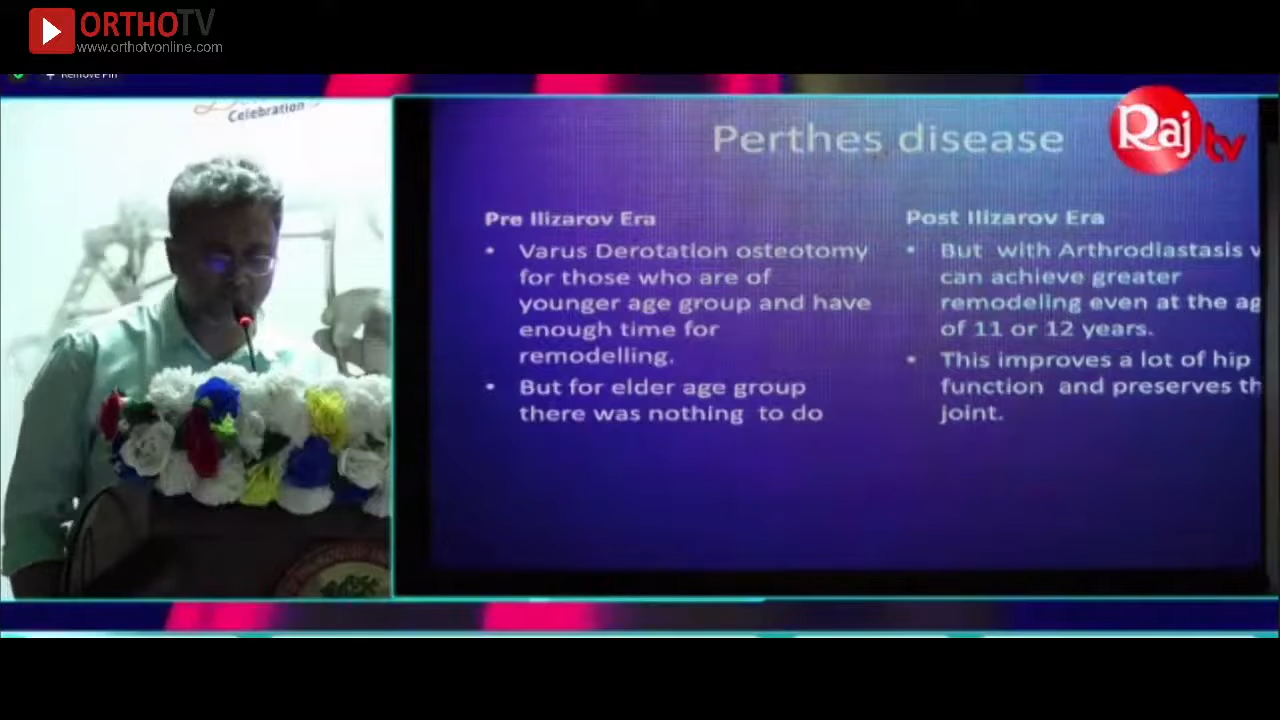 ORTHOTV
www.orthotvonline.com
Remove Pin
Celebration
Raj tv
Perthes disease
Pre Ilizarov Era
• Varus Derotation osteotomy
for those who are of
younger age group and have
enough time for
remodelling.
• But for elder age group
there was nothing to do
Post Ilizarov Era
• But with Arthrodiastasis
can achieve greater
remodeling even at the
of 11 or 12 years.
• This improves a lot of hip
function and preserves
joint.